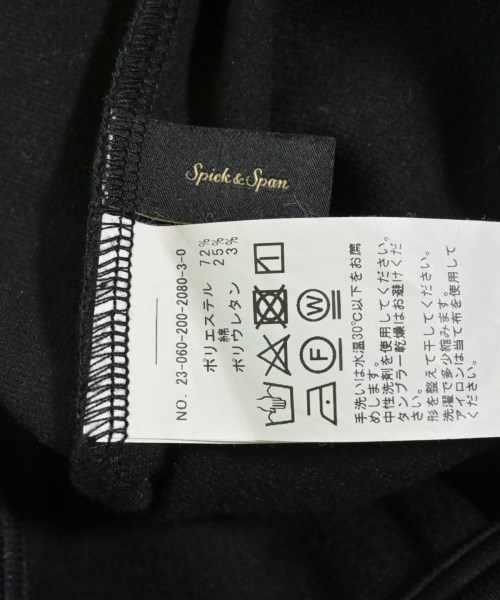 Spick & Span
NO. 23-060-200-2080-3-0
ポリエステル 72%
綿 25%
ポリウレタン 3%
F W
手洗いは水温30℃以下をお薦
めします。
中性洗剤を使用してください。
タンブラー乾燥はお避けくだ
さい。
形を整えて干してください。
洗濯で多少縮みます。
アイロンは当て布を使用して
ください。